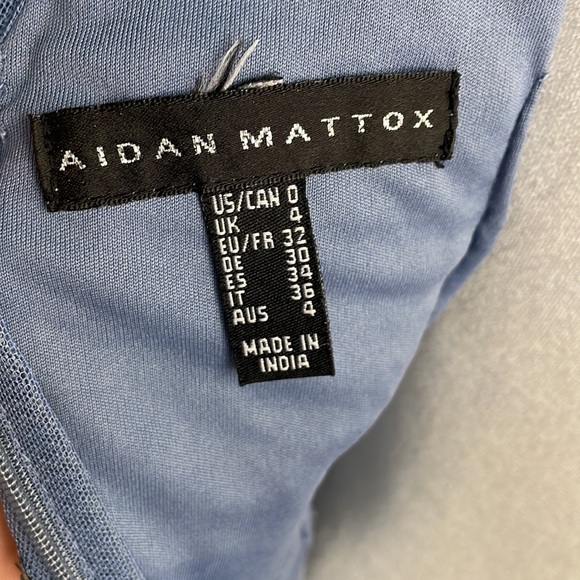 AIDAN MATTOX
US/CAN 0
UK 4
EU/FR 32
DE 30
ES 34
IT 36
AUS 4
MADE IN
INDIA